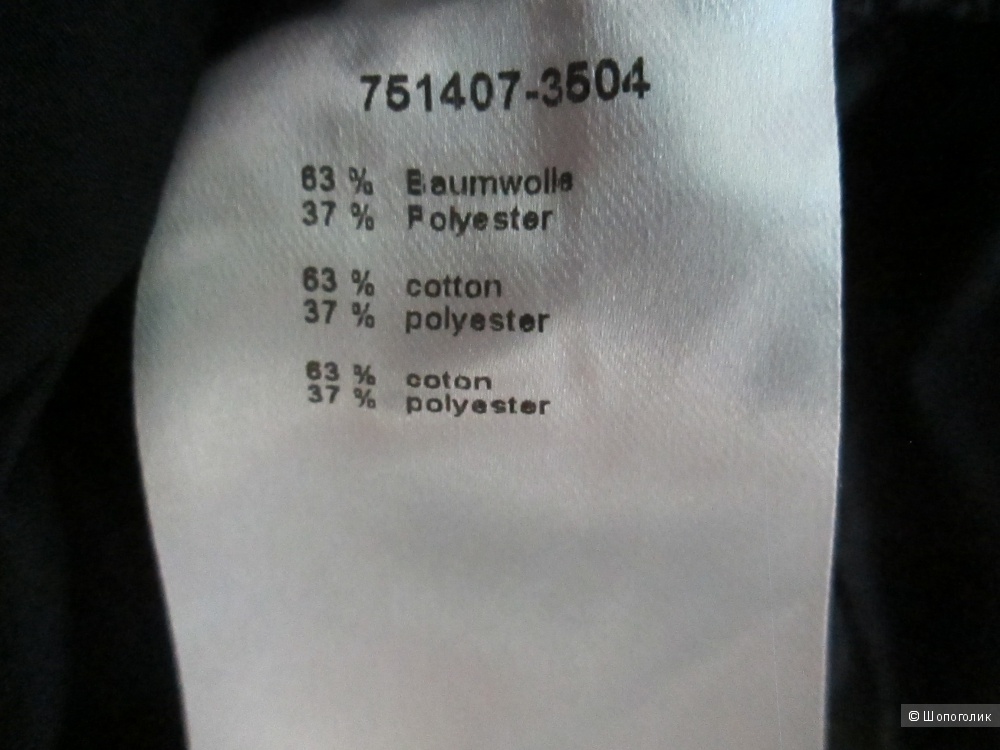 751407-3504
63 % Baumwolle
37 % Polyester
63 % cotton
37 % polyester
63 % coton
37 % polyester
© Шопоголик